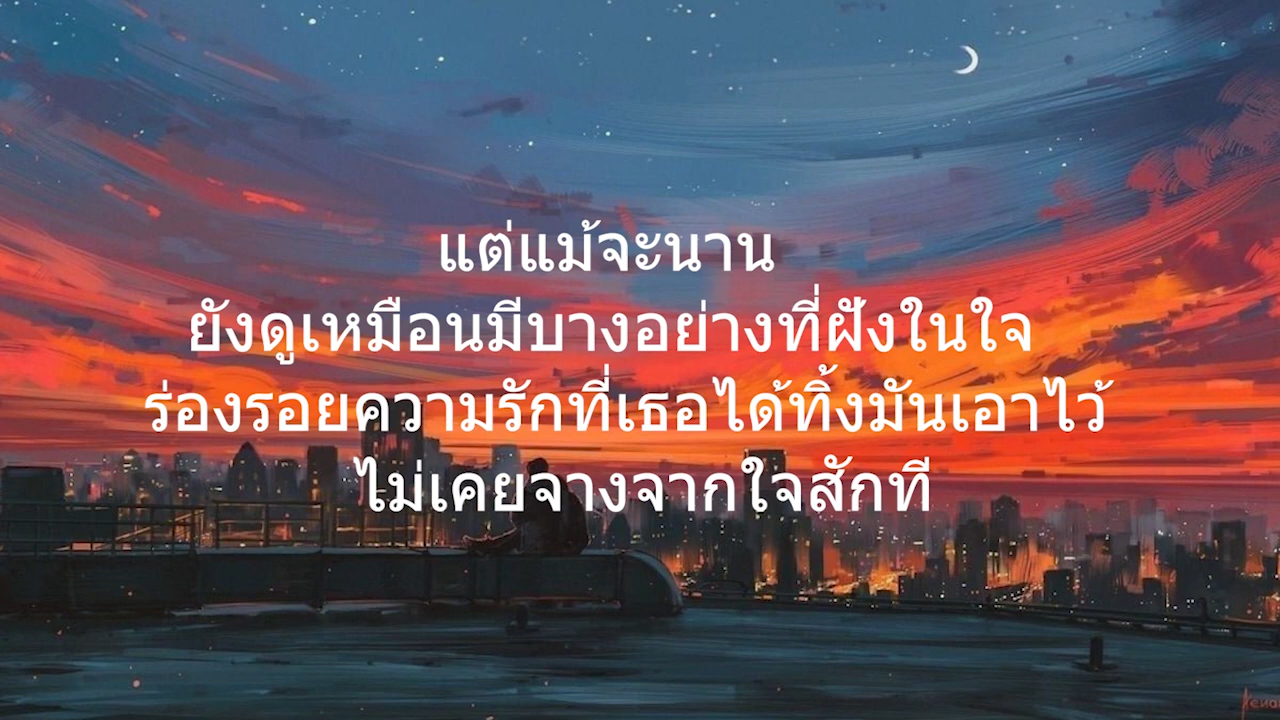 แต่แม้จะนาน
ยังดูเหมือนมีบางอย่างที่ฝังในใจ
ร่องรอยความรักที่เธอได้ทิ้งมันเอาไว้
ไม่เคยจางจากใจสักที